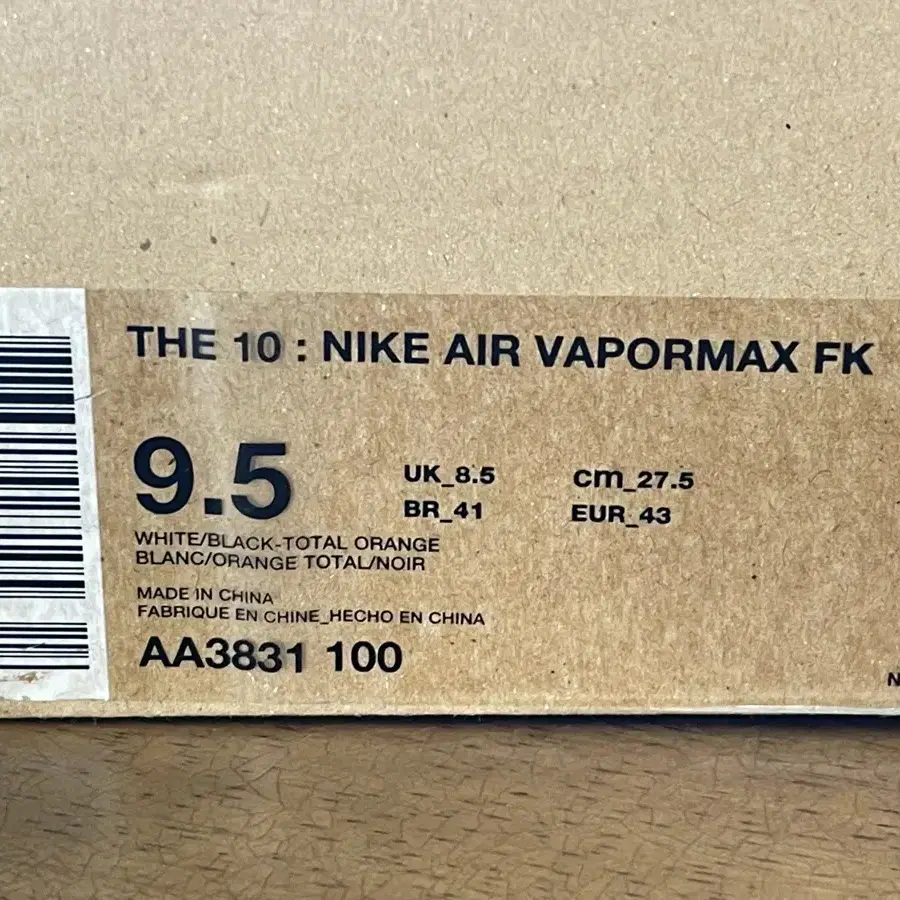 THE 10 : NIKE AIR VAPORMAX FK
9.5
UK_8.5 cm_27.5
BR_41 EUR_43
WHITE/BLACK-TOTAL ORANGE
BLANC/ORANGE TOTAL/NOIR
MADE IN CHINA
FABRIQUE EN CHINE_HECHO EN CHINA
AA3831 100